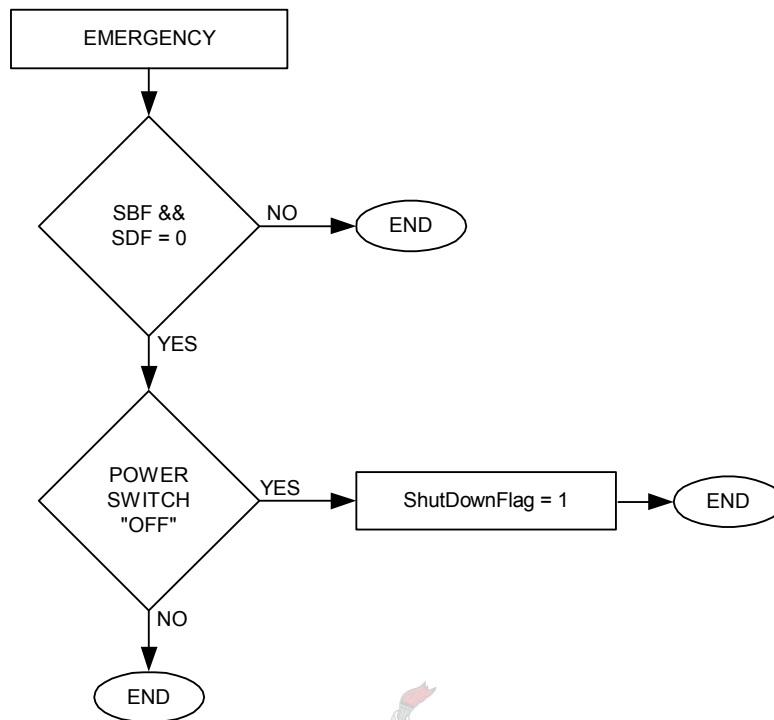 EMERGENCY
SBF &&
SDF = 0
NO
END
YES
POWER
SWITCH
"OFF"
YES
ShutDownFlag = 1
END
NO
END